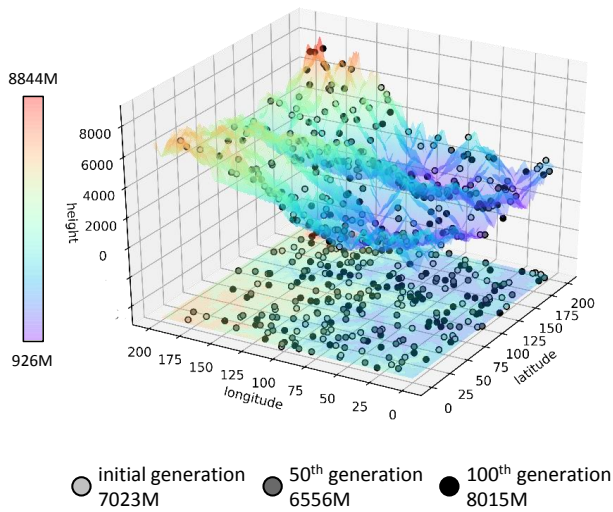 8844M
926M
8000
6000
4000
2000
0
height
200
175
150
125
100
75
50
25
0
longitude
0
25
50
75
100
125
150
175
200
latitude
initial generation
7023M
50th generation
6556M
100th generation
8015M